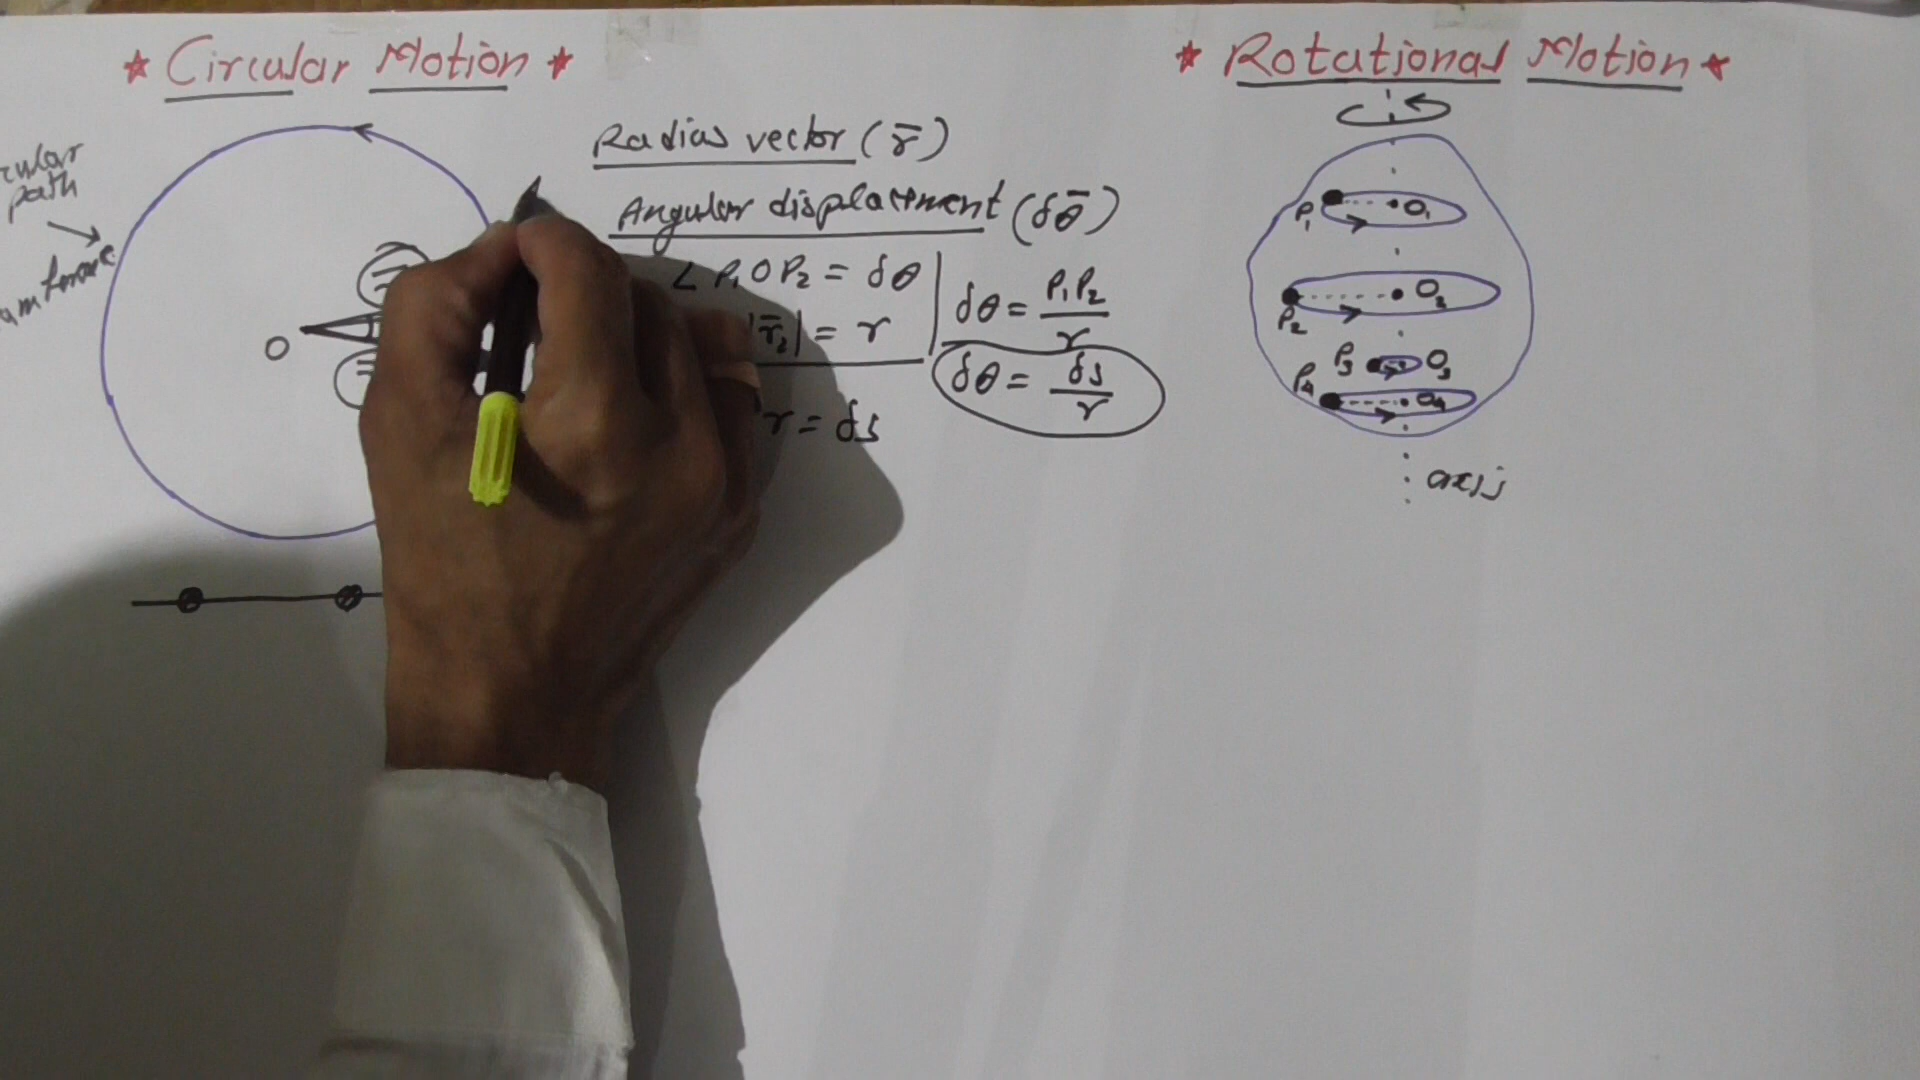 * Circular Motion *
path
O
Radius vector (r̄)
Angular displacement (δθ̄)
∠ P₁OP₂ = δθ
|r̄₂| = r
r = δs
δθ = P₁P₂/r
δθ = δs/r
* Rotational Motion *
P₁ O₁
P₂ O₂
P₃ O₃
P₄ O₄
axis